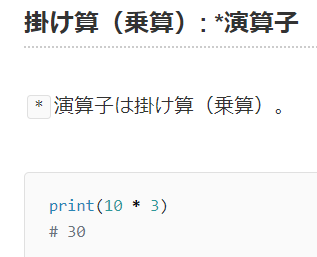 掛け算（乗算）: *演算子
* 演算子は掛け算（乗算）。
print(10 * 3)
# 30